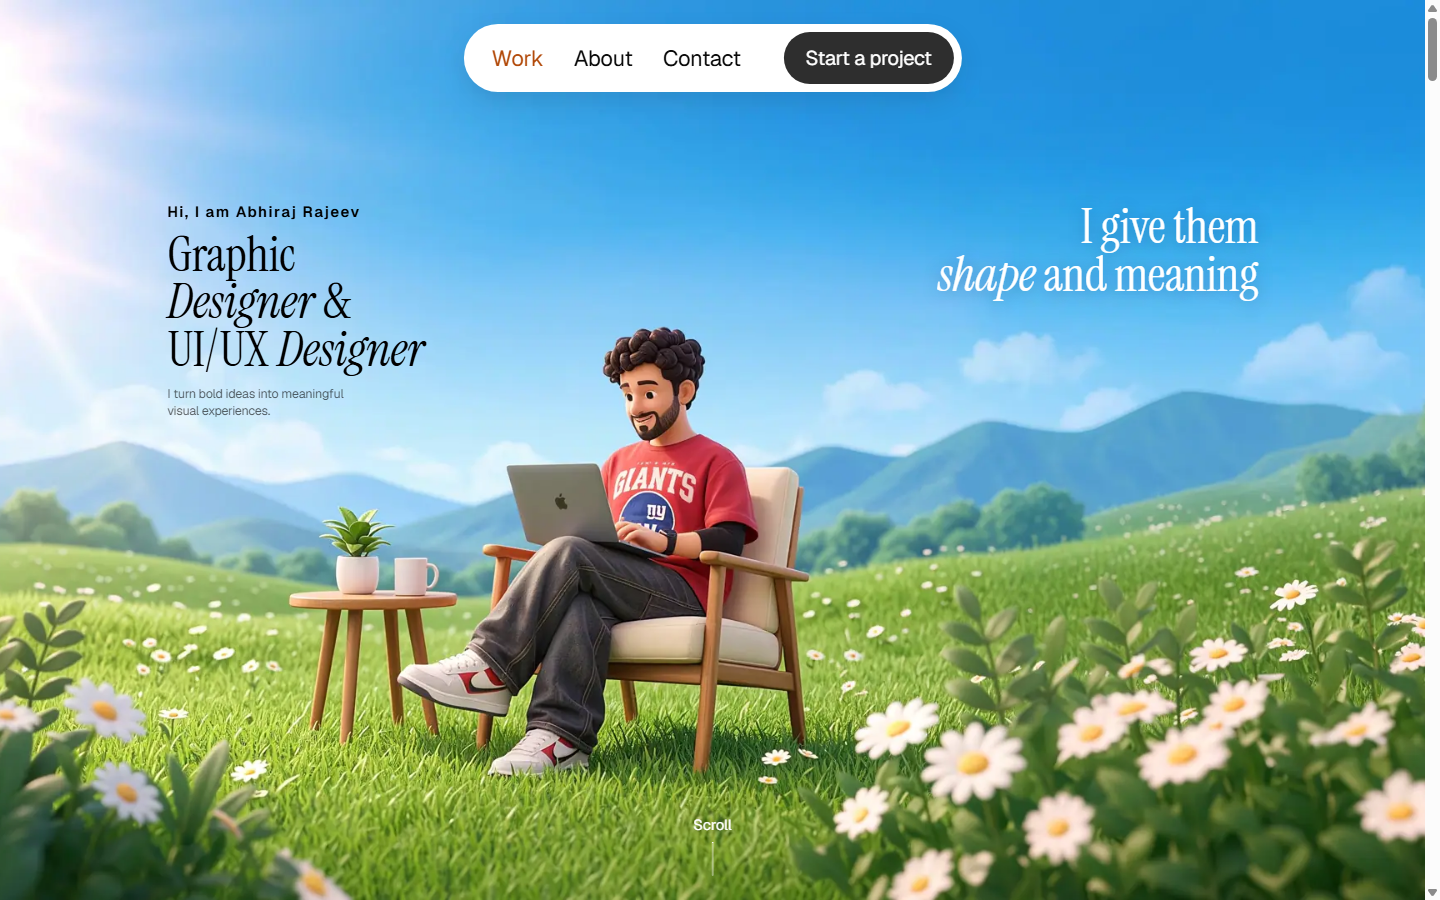 Work
About
Contact
Start a project
Hi, I am Abhiraj Rajeev
Graphic
Designer &
UI/UX Designer
I turn bold ideas into meaningful
visual experiences.
I give them
shape and meaning
GIANTS
ny
Scroll